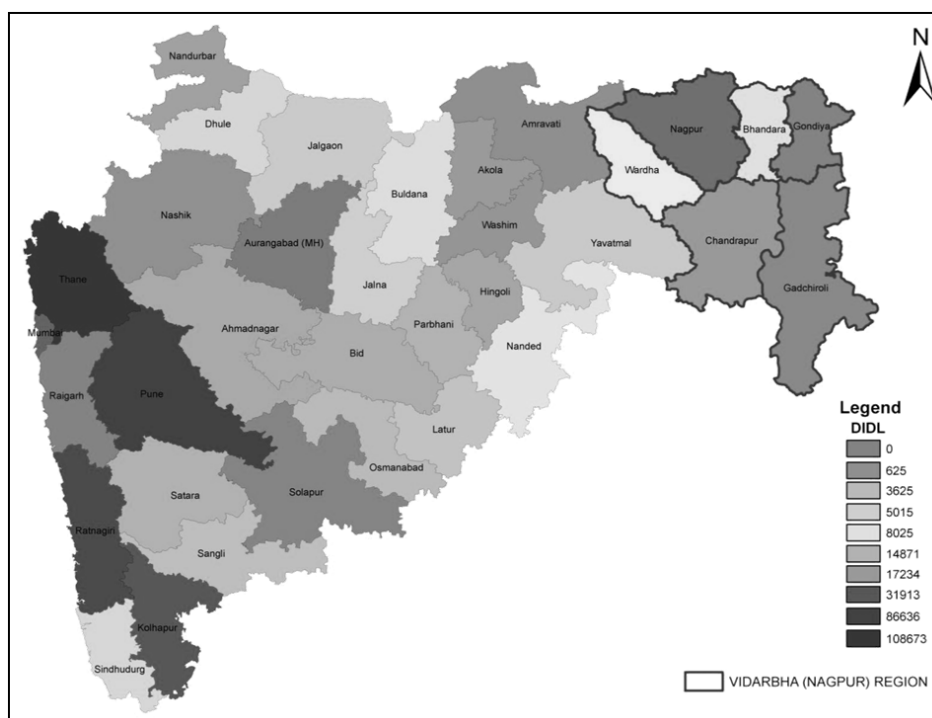 N
Nandurbar
Dhule
Jalgaon
Amravati
Nagpur
Bhandara
Gondiya
Buldana
Akola
Wardha
Nashik
Washim
Aurangabad (MH)
Yavatmal
Chandrapur
Thane
Jalna
Hingoli
Gadchiroli
Mumbai
Ahmadnagar
Parbhani
Bid
Nanded
Raigarh
Pune
Latur
Osmanabad
Satara
Solapur
Ratnagiri
Sangli
Kolhapur
Sindhudurg
Legend
DIDL
0
625
3625
5015
8025
14871
17234
31913
86636
108673
VIDARBHA (NAGPUR) REGION